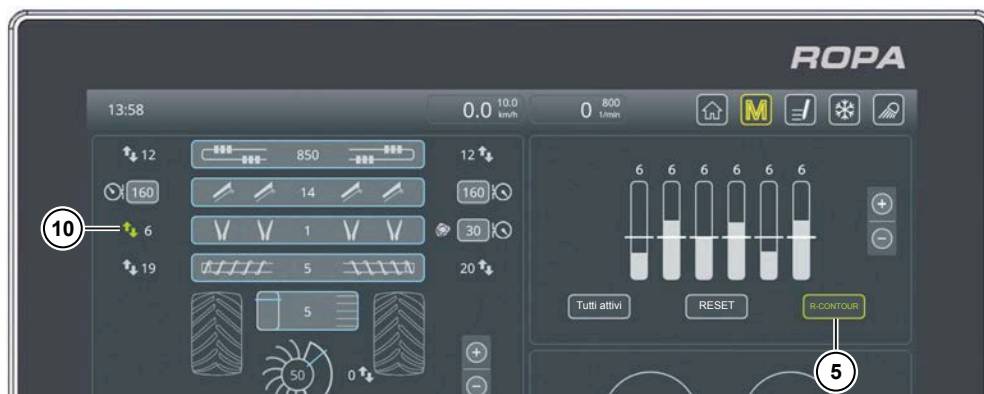 ROPA
13:58
0.0 10.0 km/h
0 800 1/min
M
12 850 12
160 14 160
10
6 1 30
19 5 20
5
50 0
6 6 6 6 6 6
+
−
Tutti attivi RESET R-CONTOUR
5
+
−